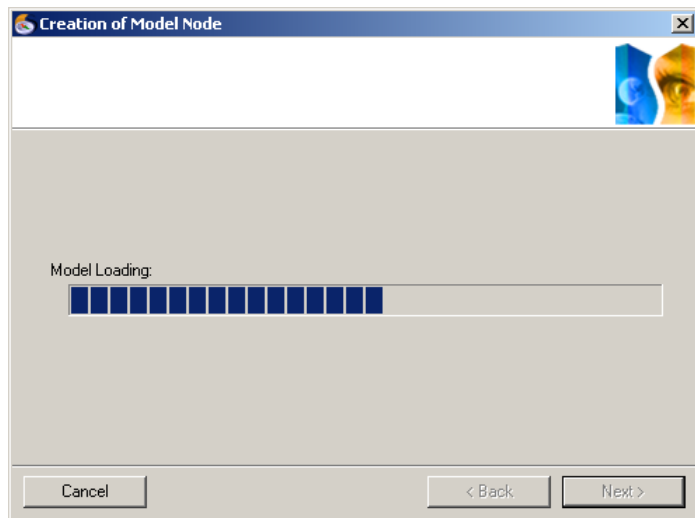 Creation of Model Node
Model Loading:
Cancel
< Back
Next >